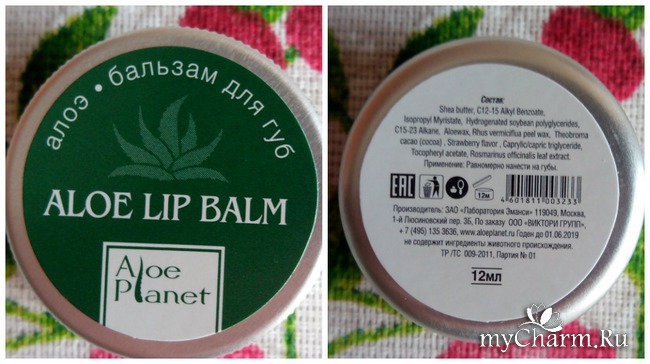 алоэ • бальзам для губ
ALOE LIP BALM
Aloe
Planet
Состав:
Shea butter, C12-15 Alkyl Benzoate,
Isopropyl Myristate, Hydrogenated soybean polyglycerides,
C15-23 Alkane, Aloewax, Rhus verniciflua peel wax, Theobroma
cacao (cocoa) , Strawberry flavor , Caprylic/capric triglyceride,
Tocopheryl acetate, Rosmarinus officinalis leaf extract.
Применение: Равномерно нанести на губы.
EAC
12м
4 601811 003233
Производитель: ЗАО «Лаборатория Эманси» 119049, Москва,
1-й Люсиновский пер. 3Б, По заказу ООО «ВИКТОРИ ГРУПП»,
+ 7 (495) 135 3636, www.aloeplanet.ru Годен до 01.06.2019
не содержит ингредиенты животного происхождения.
ТР /ТС 009-2011, Партия № 01
12мл
myCharm.Ru